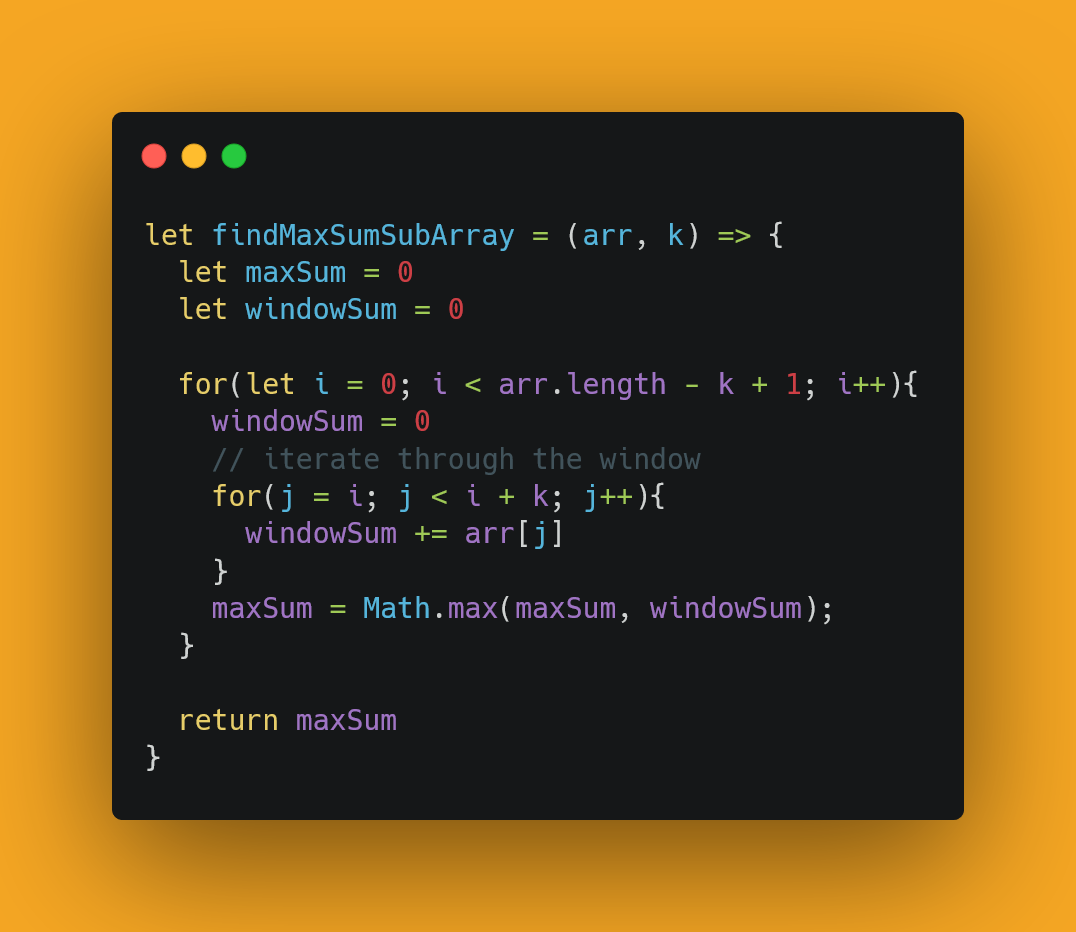 let findMaxSumSubArray = (arr, k) => {
  let maxSum = 0
  let windowSum = 0

  for(let i = 0; i < arr.length - k + 1; i++){
    windowSum = 0
    // iterate through the window
    for(j = i; j < i + k; j++){
      windowSum += arr[j]
    }
    maxSum = Math.max(maxSum, windowSum);
  }

  return maxSum
}